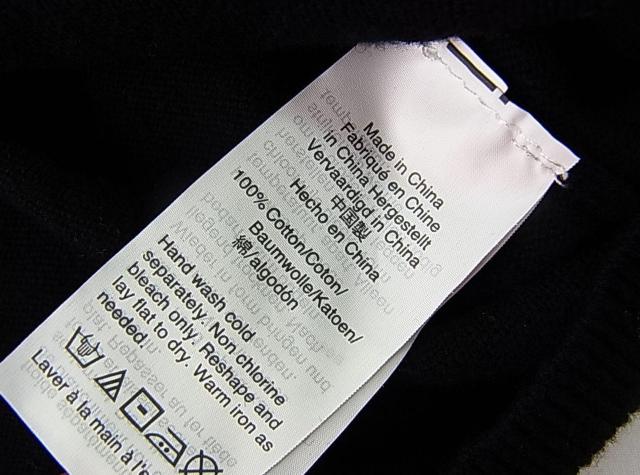 Made in China
Fabriqué en Chine
in China Hergestellt
Vervaardigd in China
中国製
Hecho en China
100% Cotton/Coton/
Baumwolle/Katoen/
綿/algodón
Hand wash cold
separately. Non chlorine
bleach only. Reshape and
lay flat to dry. Warm iron as
needed.
Laver à la main à l'e